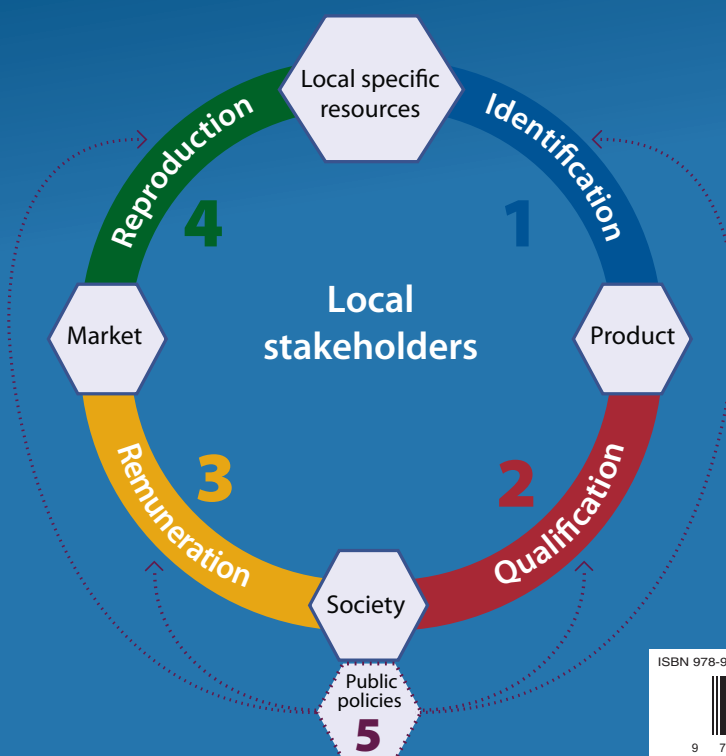 Local specific
resources
Identification
1
Product
Qualification
2
Society
Remuneration
3
Market
Reproduction
4
Local
stakeholders
Public
policies
5
ISBN 978-9
9 7